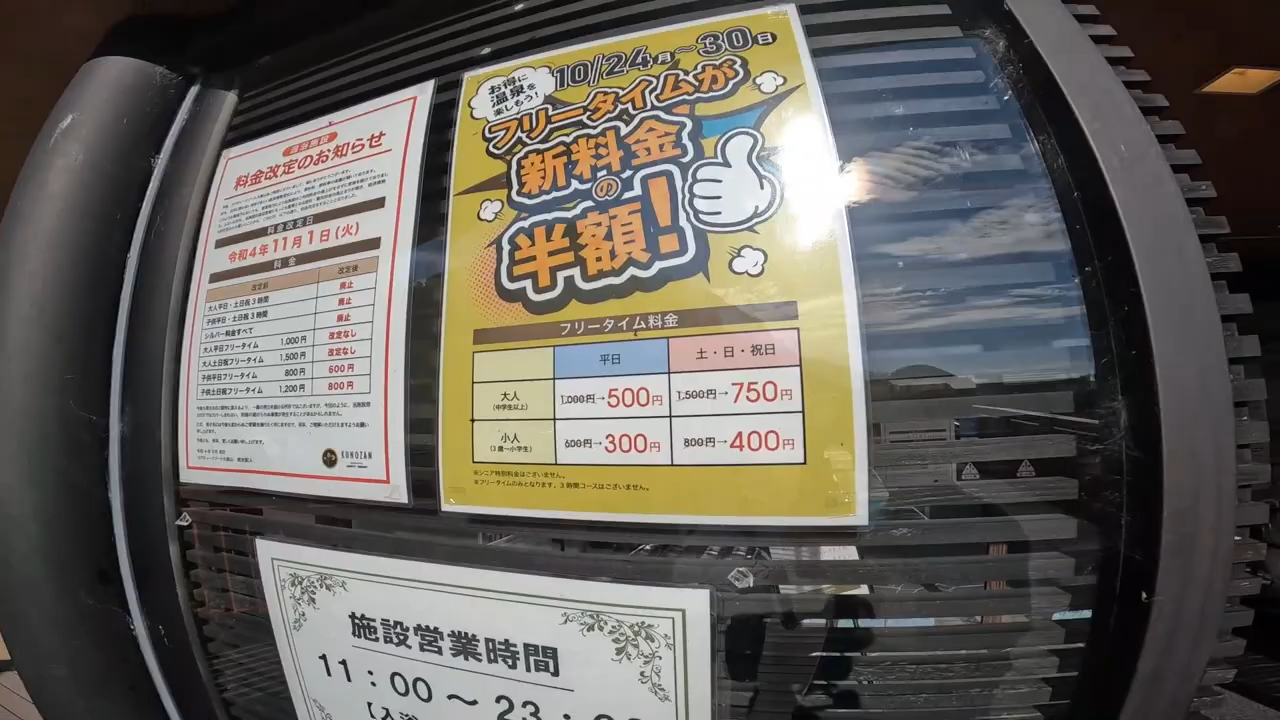 温浴施設
料金改定のお知らせ
料金改定日
令和4年11月1日(火)
料金
改定前 改定後
大人平日・土日祝3時間 廃止
子供平日・土日祝3時間 廃止
シルバー料金すべて 廃止
大人平日フリータイム 1,000円 改定なし
大人土日祝フリータイム 1,500円 改定なし
子供平日フリータイム 800円 600円
子供土日祝フリータイム 1,200円 800円
KUNOZAN
お得に
温泉を
楽しもう!
10/24月～30日
フリータイムが
新料金
の
半額!
フリータイム料金
平日 土・日・祝日
大人 1,000円→500円 1,500円→750円
(中学生以上)
小人 600円→300円 800円→400円
(3歳～小学生)
※シニア特別料金はございません。
※フリータイムのみとなります。3時間コースはございません。
施設営業時間
11:00～23:00
【入浴